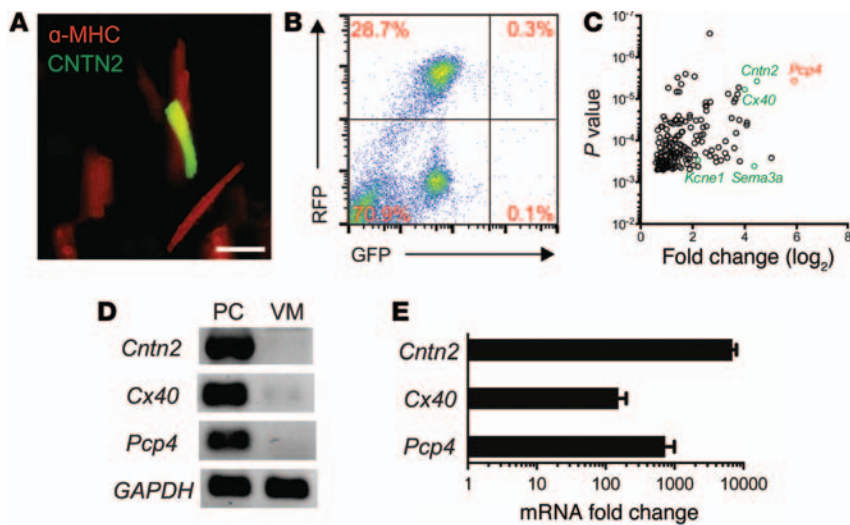 A
α-MHC
CNTN2
B
28.7%
0.3%
70.9%
0.1%
RFP
GFP
C
10⁻⁷
10⁻⁶
10⁻⁵
10⁻⁴
10⁻³
10⁻²
P value
Cntn2
Pcp4
Cx40
Kcne1 Sema3a
0 2 4 6 8
Fold change (log₂)
D
PC VM
Cntn2
Cx40
Pcp4
GAPDH
E
Cntn2
Cx40
Pcp4
1 10 100 1000 10000
mRNA fold change